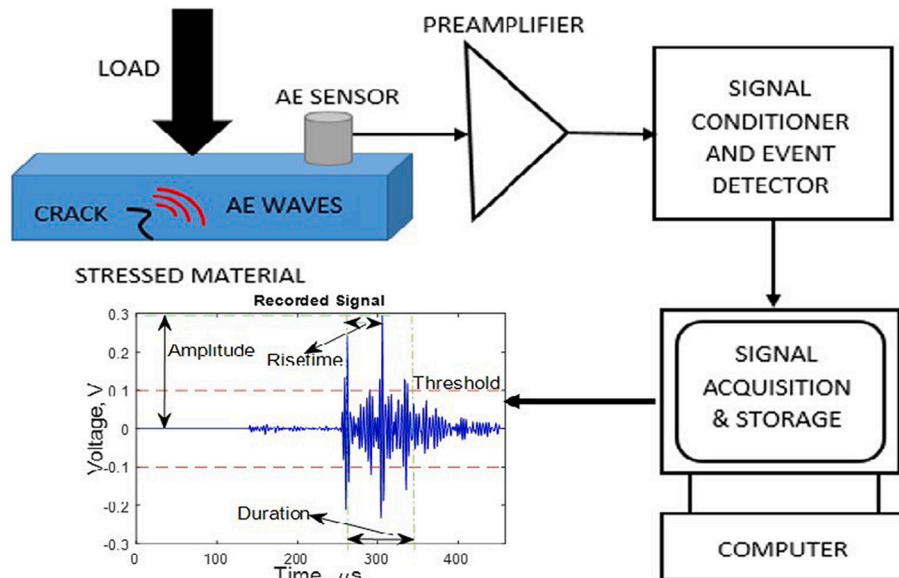 LOAD
AE SENSOR
PREAMPLIFIER
SIGNAL
CONDITIONER
AND EVENT
DETECTOR
CRACK
AE WAVES
STRESSED MATERIAL
Recorded Signal
0.3
0.2
0.1
0
-0.1
-0.2
-0.3
Voltage, V
Amplitude
Risetime
Threshold
Duration
0
100
200
300
400
Time, μs
SIGNAL
ACQUISITION
& STORAGE
COMPUTER